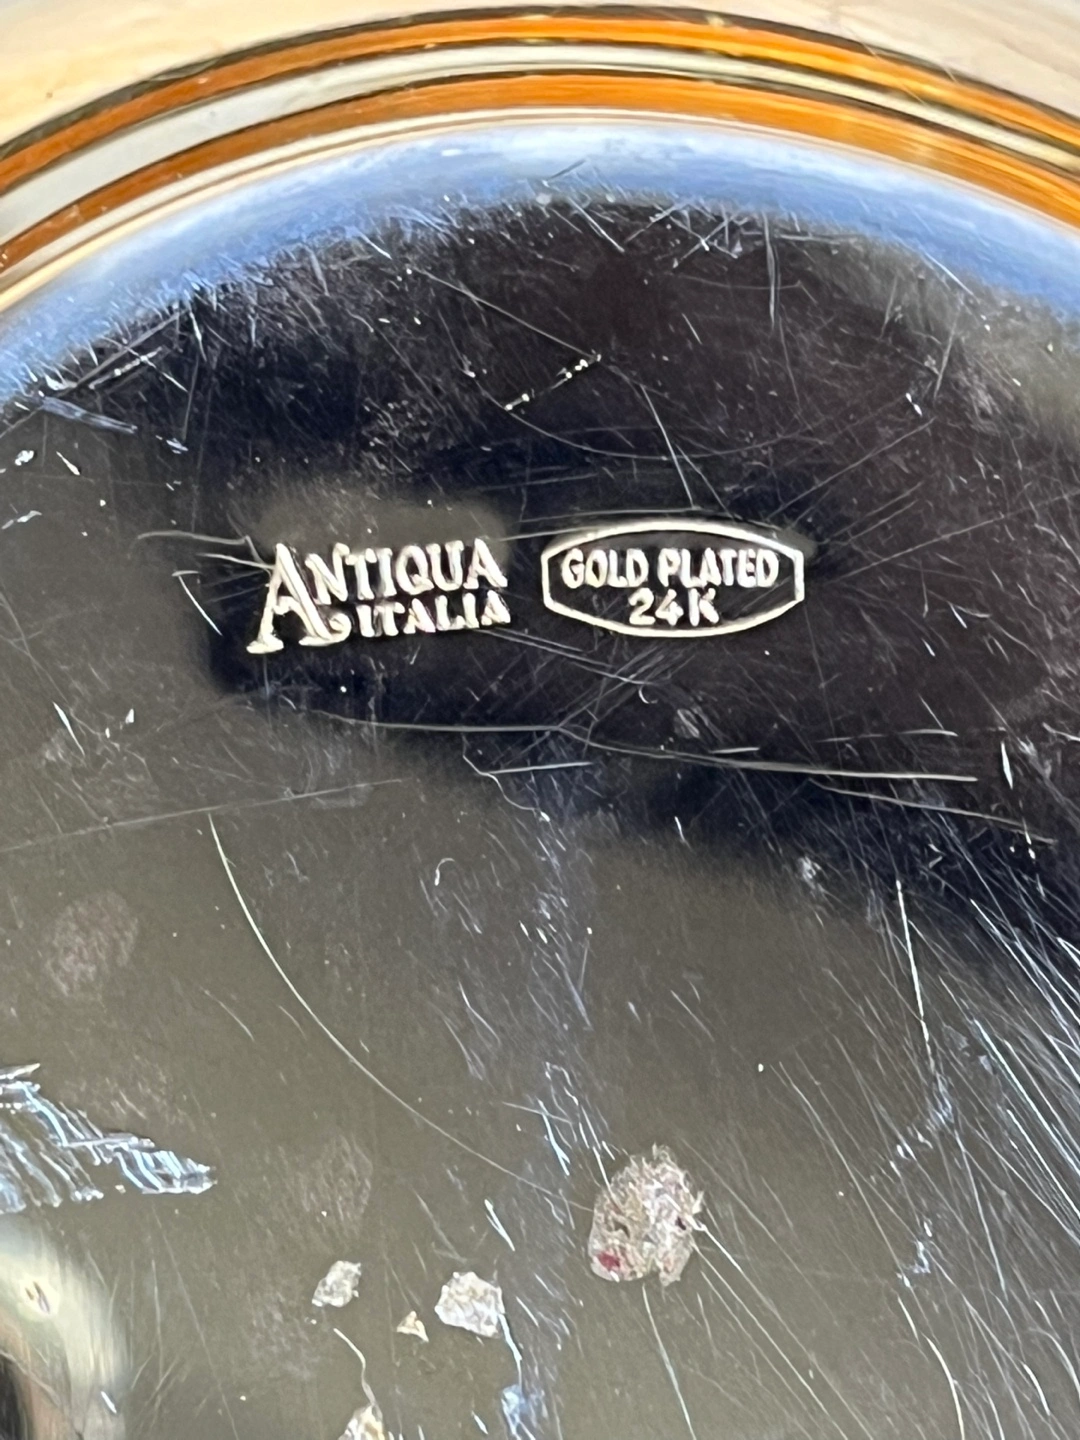 ANTIQUA
ITALIA
GOLD PLATED
24K